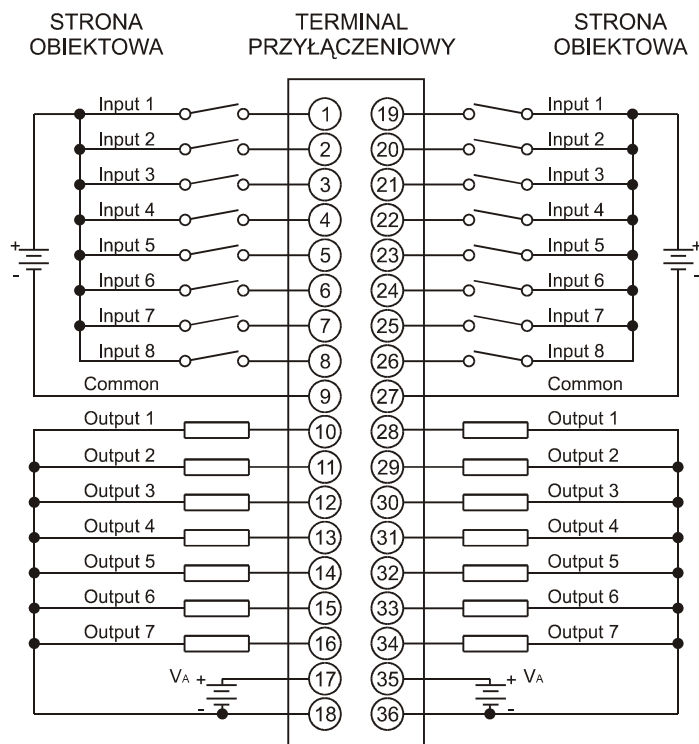 STRONA OBIEKTOWA
TERMINAL PRZYŁĄCZENIOWY
STRONA OBIEKTOWA
Input 1 1 19 Input 1
Input 2 2 20 Input 2
Input 3 3 21 Input 3
Input 4 4 22 Input 4
+ Input 5 5 23 Input 5 +
- Input 6 6 24 Input 6 -
Input 7 7 25 Input 7
Input 8 8 26 Input 8
Common 9 27 Common
Output 1 10 28 Output 1
Output 2 11 29 Output 2
Output 3 12 30 Output 3
Output 4 13 31 Output 4
Output 5 14 32 Output 5
Output 6 15 33 Output 6
Output 7 16 34 Output 7
VA + 17 35 + VA
- 18 36 -